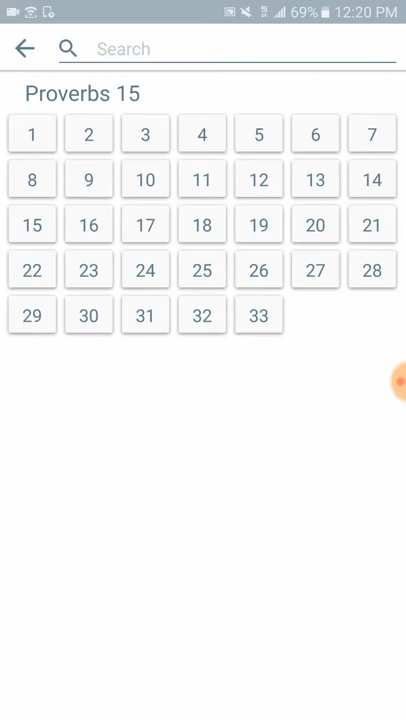 69% 12:20 PM
Search
Proverbs 15
1 2 3 4 5 6 7
8 9 10 11 12 13 14
15 16 17 18 19 20 21
22 23 24 25 26 27 28
29 30 31 32 33